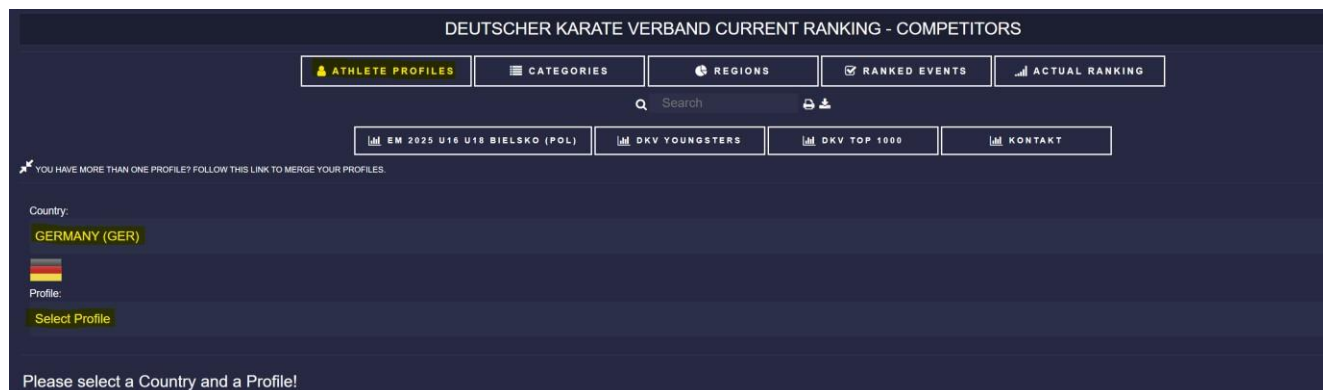 DEUTSCHER KARATE VERBAND CURRENT RANKING - COMPETITORS
ATHLETE PROFILES CATEGORIES REGIONS RANKED EVENTS ACTUAL RANKING
Search
EM 2025 U16 U18 BIELSKO (POL) DKV YOUNGSTERS DKV TOP 1000 KONTAKT
YOU HAVE MORE THAN ONE PROFILE? FOLLOW THIS LINK TO MERGE YOUR PROFILES.
Country:
GERMANY (GER)
Profile:
Select Profile
Please select a Country and a Profile!